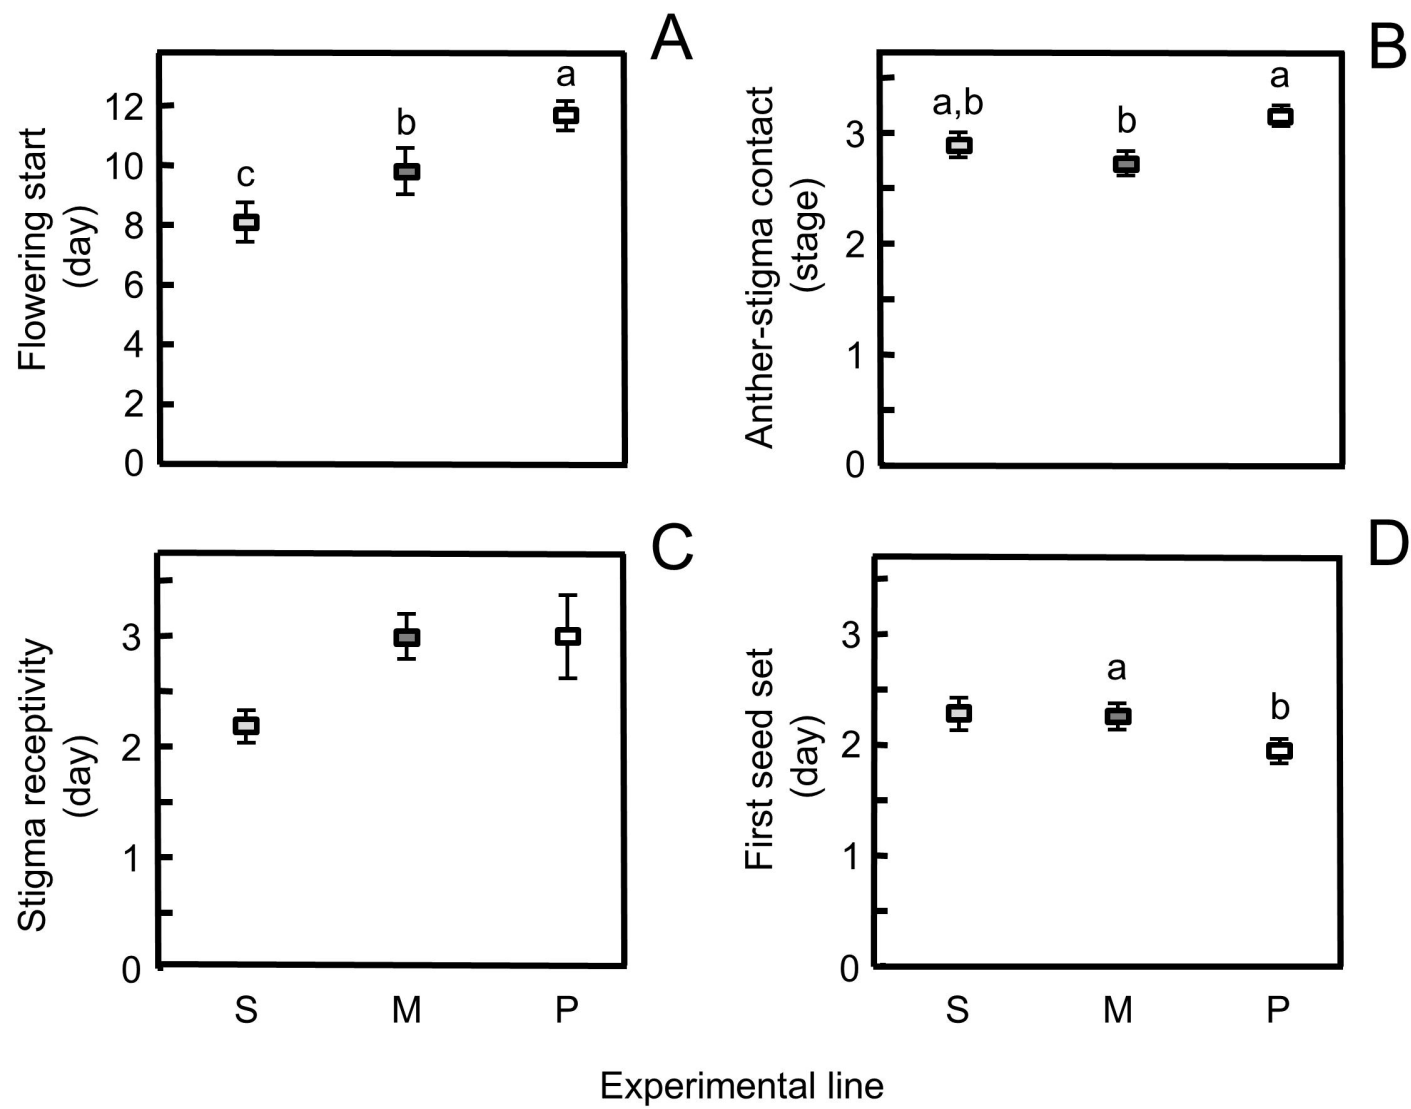 A
Flowering start
(day)
12
10
8
6
4
2
0
c
b
a
B
Anther-stigma contact
(stage)
3
2
1
0
a,b
b
a
C
Stigma receptivity
(day)
3
2
1
0
S M P
D
First seed set
(day)
3
2
1
0
a
b
S M P
Experimental line